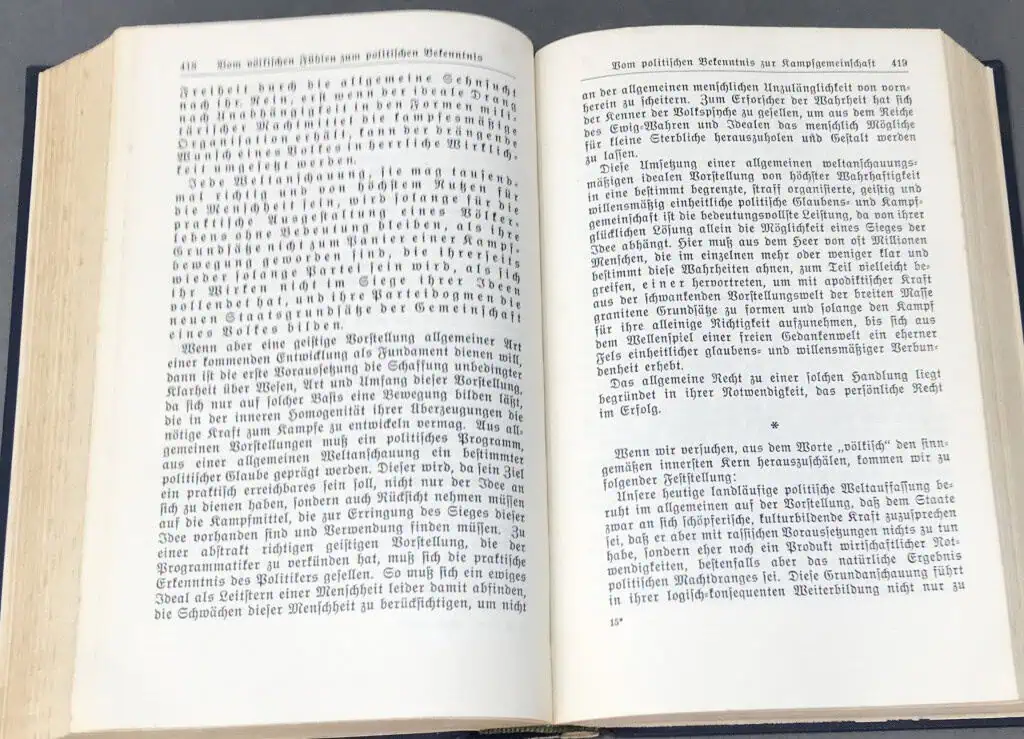 418 Vom völkischen Fühlen zum politischen Bekenntnis
Freiheit durch die allgemeine Sehnsucht
nach ihr. Nein, erst wenn der ideale Drang
nach Unabhängigkeit in den Formen mili-
tärischer Machtmittel die kampfesmäßige
Organisation erhält, kann der drängende
Wunsch eines Volkes in herrliche Wirklich-
keit umgesetzt werden.
Jede Weltanschauung, sie mag tausend-
mal richtig und von höchstem Nutzen für
die Menschheit sein, wird solange für die
praktische Ausgestaltung eines Völker-
lebens ohne Bedeutung bleiben, als ihre
Grundsätze nicht zum Panier einer Kampf-
bewegung geworden sind, die ihrerseits
wieder solange Partei sein wird, als sich
ihr Wirken nicht im Siege ihrer Ideen
vollendet hat, und ihre Parteidogmen die
neuen Staatsgrundsätze der Gemeinschaft
eines Volkes bilden.
Wenn aber eine geistige Vorstellung allgemeiner Art
einer kommenden Entwicklung als Fundament dienen will,
dann ist die erste Voraussetzung die Schaffung unbedingter
Klarheit über Wesen, Art und Umfang dieser Vorstellung,
da sich nur auf solcher Basis eine Bewegung bilden läßt,
die in der inneren Homogenität ihrer Überzeugungen die
nötige Kraft zum Kampfe zu entwickeln vermag. Aus all-
gemeinen Vorstellungen muß ein politisches Programm,
aus einer allgemeinen Weltanschauung ein bestimmter
politischer Glaube geprägt werden. Dieser wird, da sein Ziel
ein praktisch erreichbares sein soll, nicht nur der Idee an
sich zu dienen haben, sondern auch Rücksicht nehmen müssen
auf die Kampfmittel, die zur Erringung des Sieges dieser
Idee vorhanden sind und Verwendung finden müssen. Zu
einer abstrakt richtigen geistigen Vorstellung, die der
Programmatiker zu verkünden hat, muß sich die praktische
Erkenntnis des Politikers gesellen. So muß sich ein ewiges
Ideal als Leitstern einer Menschheit leider damit abfinden,
die Schwächen dieser Menschheit zu berücksichtigen, um nicht
Vom politischen Bekenntnis zur Kampfgemeinschaft 419
an der allgemeinen menschlichen Unzulänglichkeit von vorn-
herein zu scheitern. Zum Erforscher der Wahrheit hat sich
der Kenner der Volkspsyche zu gesellen, um aus dem Reiche
des Ewig-Wahren und Idealen das menschlich Mögliche
für kleine Sterbliche herauszuholen und Gestalt werden
zu lassen.
Diese Umsetzung einer allgemeinen weltanschauungs-
mäßigen idealen Vorstellung von höchster Wahrhaftigkeit
in eine bestimmt begrenzte, straff organisierte, geistig und
willensmäßig einheitliche politische Glaubens- und Kampf-
gemeinschaft ist die bedeutungsvollste Leistung, da von ihrer
glücklichen Lösung allein die Möglichkeit eines Sieges der
Idee abhängt. Hier muß aus dem Heer von oft Millionen
Menschen, die im einzelnen mehr oder weniger klar und
bestimmt diese Wahrheiten ahnen, zum Teil vielleicht be-
greifen, einer hervortreten, um mit apodiktischer Kraft
aus der schwankenden Vorstellungswelt der breiten Masse
granitene Grundsätze zu formen und solange den Kampf
für ihre alleinige Richtigkeit aufzunehmen, bis sich aus
dem Wellenspiel einer freien Gedankenwelt ein eherner
Fels einheitlicher glaubens- und willensmäßiger Verbun-
denheit erhebt.
Das allgemeine Recht zu einer solchen Handlung liegt
begründet in ihrer Notwendigkeit, das persönliche Recht
im Erfolg.
*
Wenn wir versuchen, aus dem Worte „völkisch“ den sinn-
gemäßen innersten Kern herauszuschälen, kommen wir zu
folgender Feststellung:
Unsere heutige landläufige politische Weltauffassung be-
ruht im allgemeinen auf der Vorstellung, daß dem Staate
zwar an sich schöpferische, kulturbildende Kraft zuzusprechen
sei, daß er aber mit rassischen Voraussetzungen nichts zu tun
habe, sondern eher noch ein Produkt wirtschaftlicher Not-
wendigkeiten, bestenfalls aber das natürliche Ergebnis
politischen Machtdranges sei. Diese Grundanschauung führt
in ihrer logisch-konsequenten Weiterbildung nicht nur zu
15*